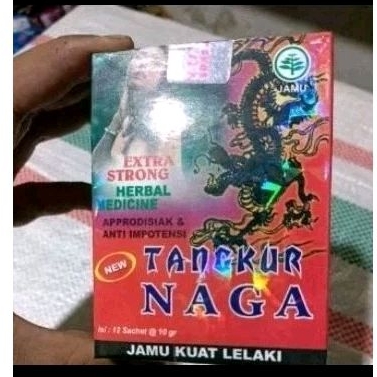 JAMU
EXTRA
STRONG
HERBAL
MEDICINE
APPRODISIAK &
ANTI IMPOTENSI
NEW
TANGKUR
NAGA
Isi : 12 Sachet @ 10 gr
JAMU KUAT LELAKI